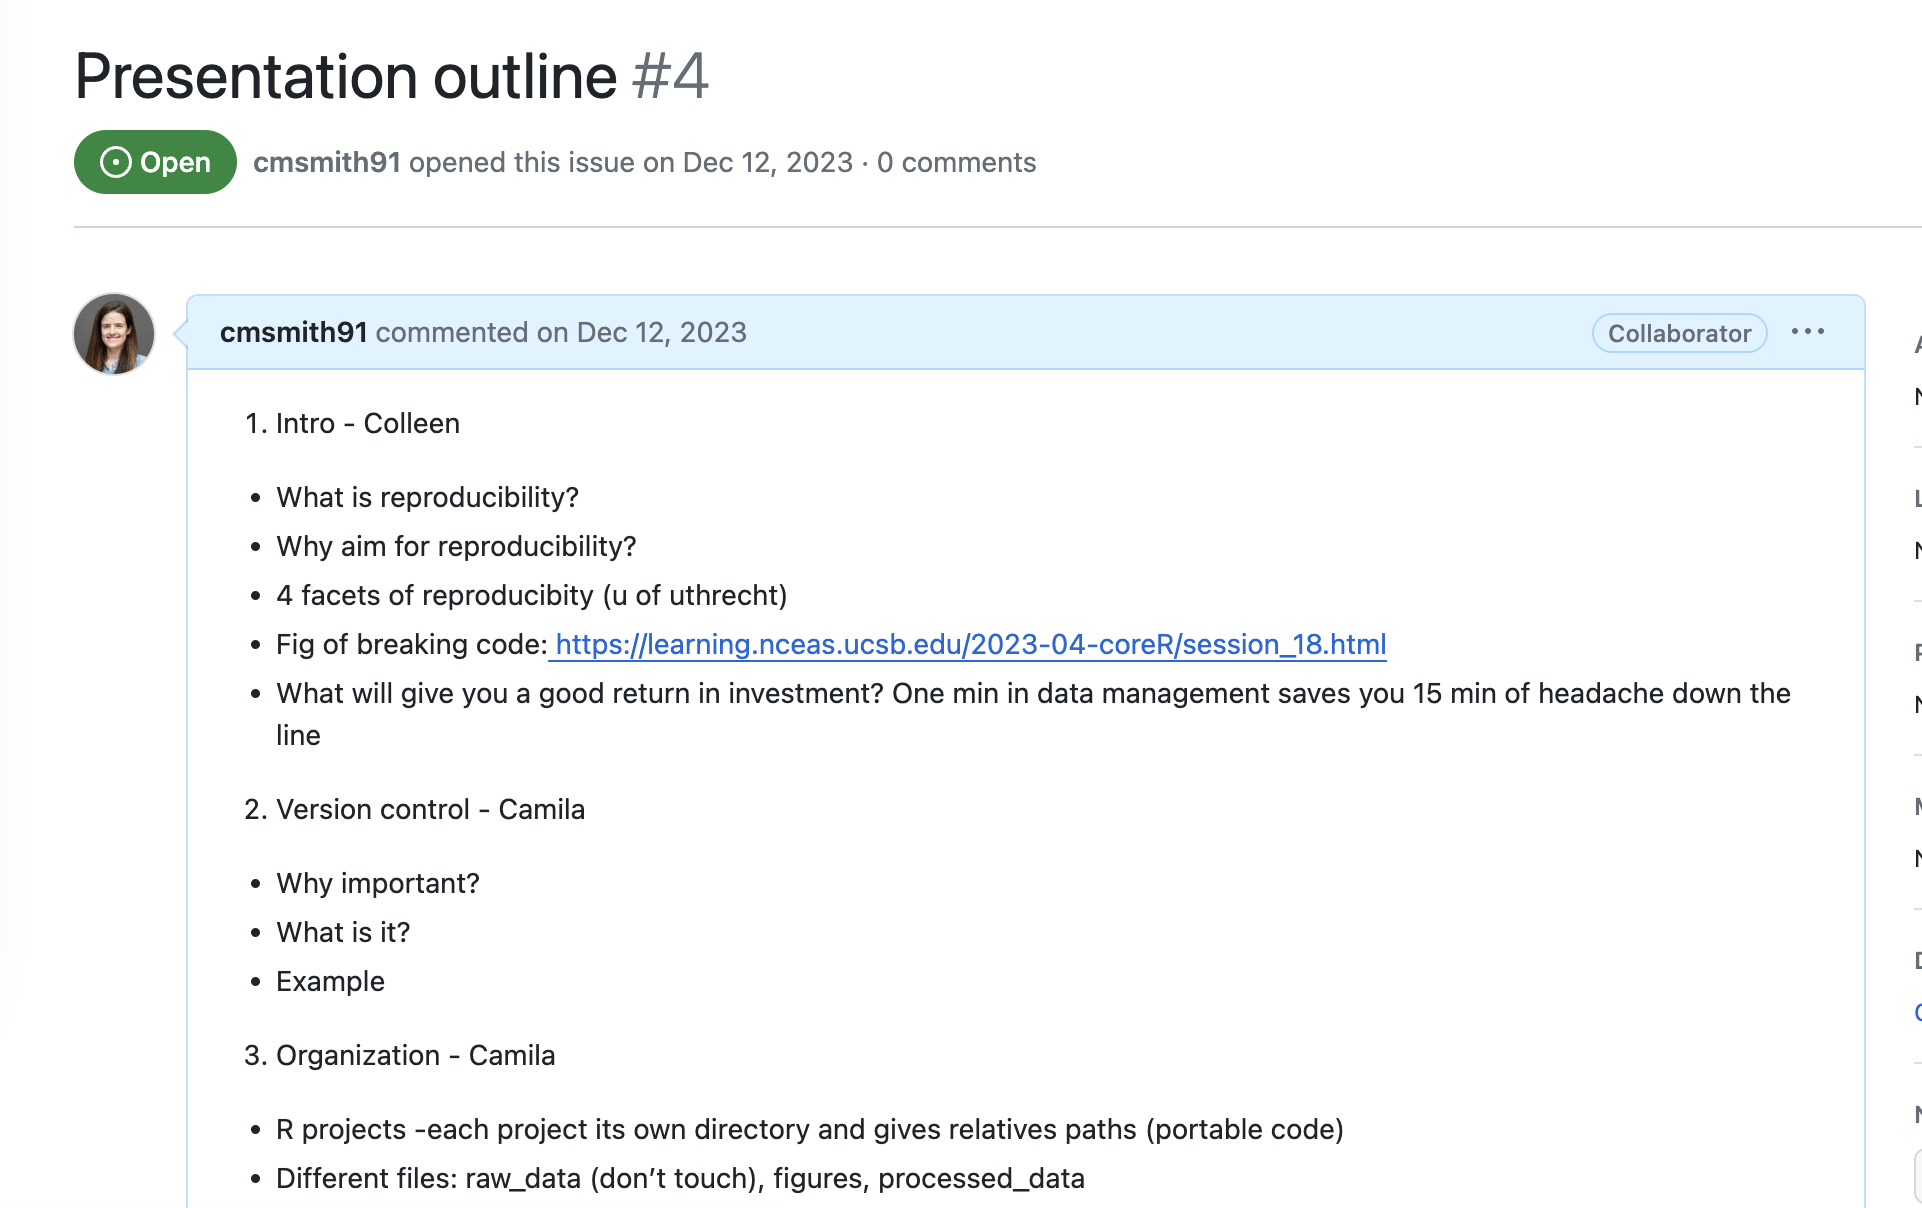 Presentation outline #4
Open
cmsmith91 opened this issue on Dec 12, 2023 · 0 comments
cmsmith91 commented on Dec 12, 2023
Collaborator
1. Intro - Colleen
• What is reproducibility?
• Why aim for reproducibility?
• 4 facets of reproducibity (u of uthrecht)
• Fig of breaking code: https://learning.nceas.ucsb.edu/2023-04-coreR/session_18.html
• What will give you a good return in investment? One min in data management saves you 15 min of headache down the
line
2. Version control - Camila
• Why important?
• What is it?
• Example
3. Organization - Camila
• R projects -each project its own directory and gives relatives paths (portable code)
• Different files: raw_data (don’t touch), figures, processed_data